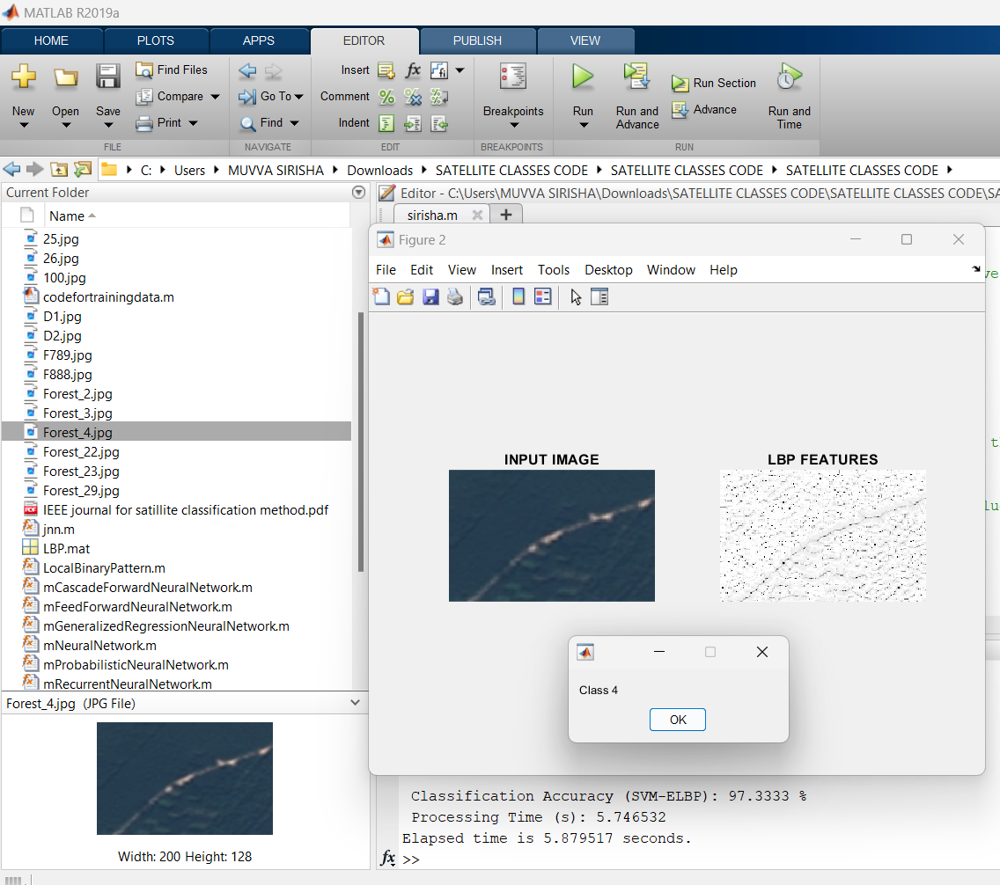 MATLAB R2019a
HOME PLOTS APPS EDITOR PUBLISH VIEW
New Open Save Find Files Compare Print
FILE
Go To Find
NAVIGATE
Insert fx
Comment
Indent
EDIT
Breakpoints
BREAKPOINTS
Run Run and Advance Run Section Advance Run and Time
RUN
C: Users MUVVA SIRISHA Downloads SATELLITE CLASSES CODE SATELLITE CLASSES CODE SATELLITE CLASSES CODE
Current Folder
Name
25.jpg
26.jpg
100.jpg
codefortrainingdata.m
D1.jpg
D2.jpg
F789.jpg
F888.jpg
Forest_2.jpg
Forest_3.jpg
Forest_4.jpg
Forest_22.jpg
Forest_23.jpg
Forest_29.jpg
IEEE journal for satillite classification method.pdf
jnn.m
LBP.mat
LocalBinaryPattern.m
mCascadeForwardNeuralNetwork.m
mFeedForwardNeuralNetwork.m
mGeneralizedRegressionNeuralNetwork.m
mNeuralNetwork.m
mProbabilisticNeuralNetwork.m
mRecurrentNeuralNetwork.m
Forest_4.jpg (JPG File)
Width: 200 Height: 128
Editor - C:\Users\MUVVA SIRISHA\Downloads\SATELLITE CLASSES CODE\SATELLITE CLASSES CODE\SA
sirisha.m
Figure 2
File Edit View Insert Tools Desktop Window Help
INPUT IMAGE
LBP FEATURES
Class 4
OK
Classification Accuracy (SVM-ELBP): 97.3333 %
Processing Time (s): 5.746532
Elapsed time is 5.879517 seconds.
fx >>